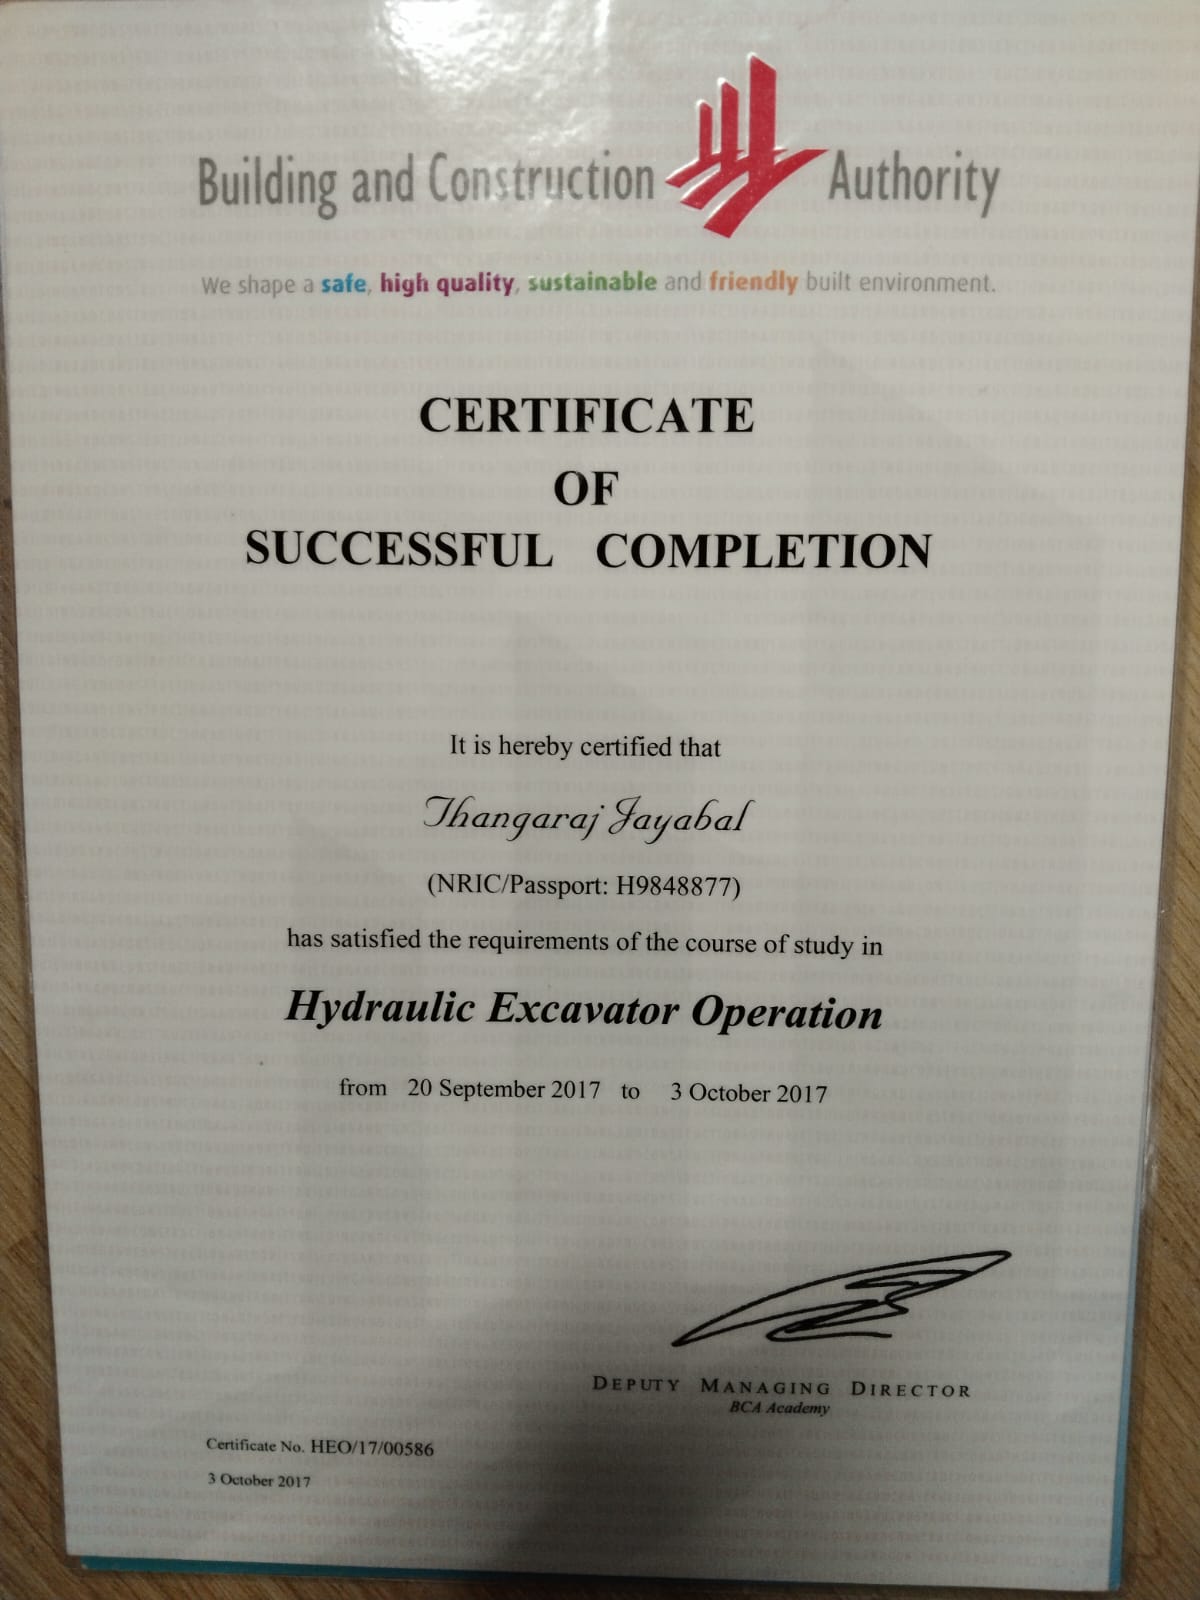 Building and Construction Authority
We shape a safe, high quality, sustainable and friendly built environment.
CERTIFICATE
OF
SUCCESSFUL COMPLETION
It is hereby certified that
Thangaraj Jayabal
(NRIC/Passport: H9848877)
has satisfied the requirements of the course of study in
Hydraulic Excavator Operation
from 20 September 2017 to 3 October 2017
DEPUTY MANAGING DIRECTOR
BCA Academy
Certificate No. HEO/17/00586
3 October 2017